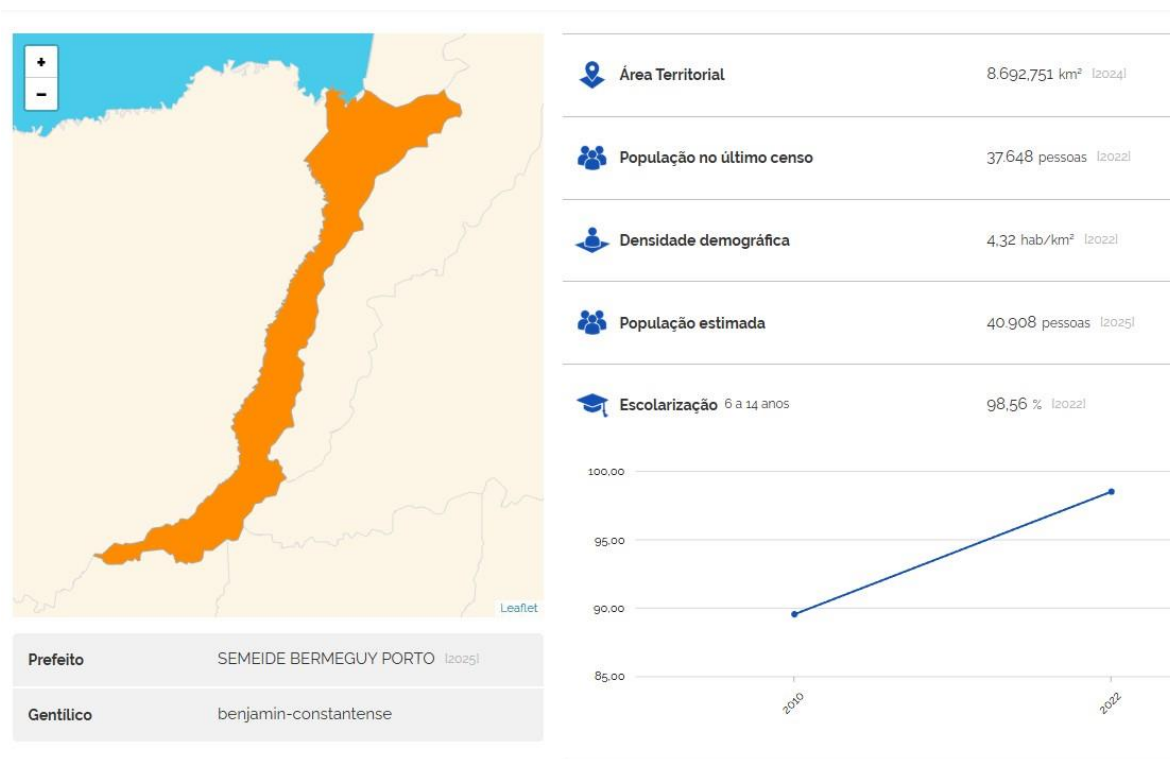 +
−
Leaflet
Prefeito SEMEIDE BERMEGUY PORTO [2025]
Gentílico benjamin-constantense
Área Territorial 8.692,751 km² [2024]
População no último censo 37.648 pessoas [2022]
Densidade demográfica 4,32 hab/km² [2022]
População estimada 40.908 pessoas [2025]
Escolarização 6 a 14 anos 98,56 % [2022]
100,00
95,00
90,00
85,00
2010
2022